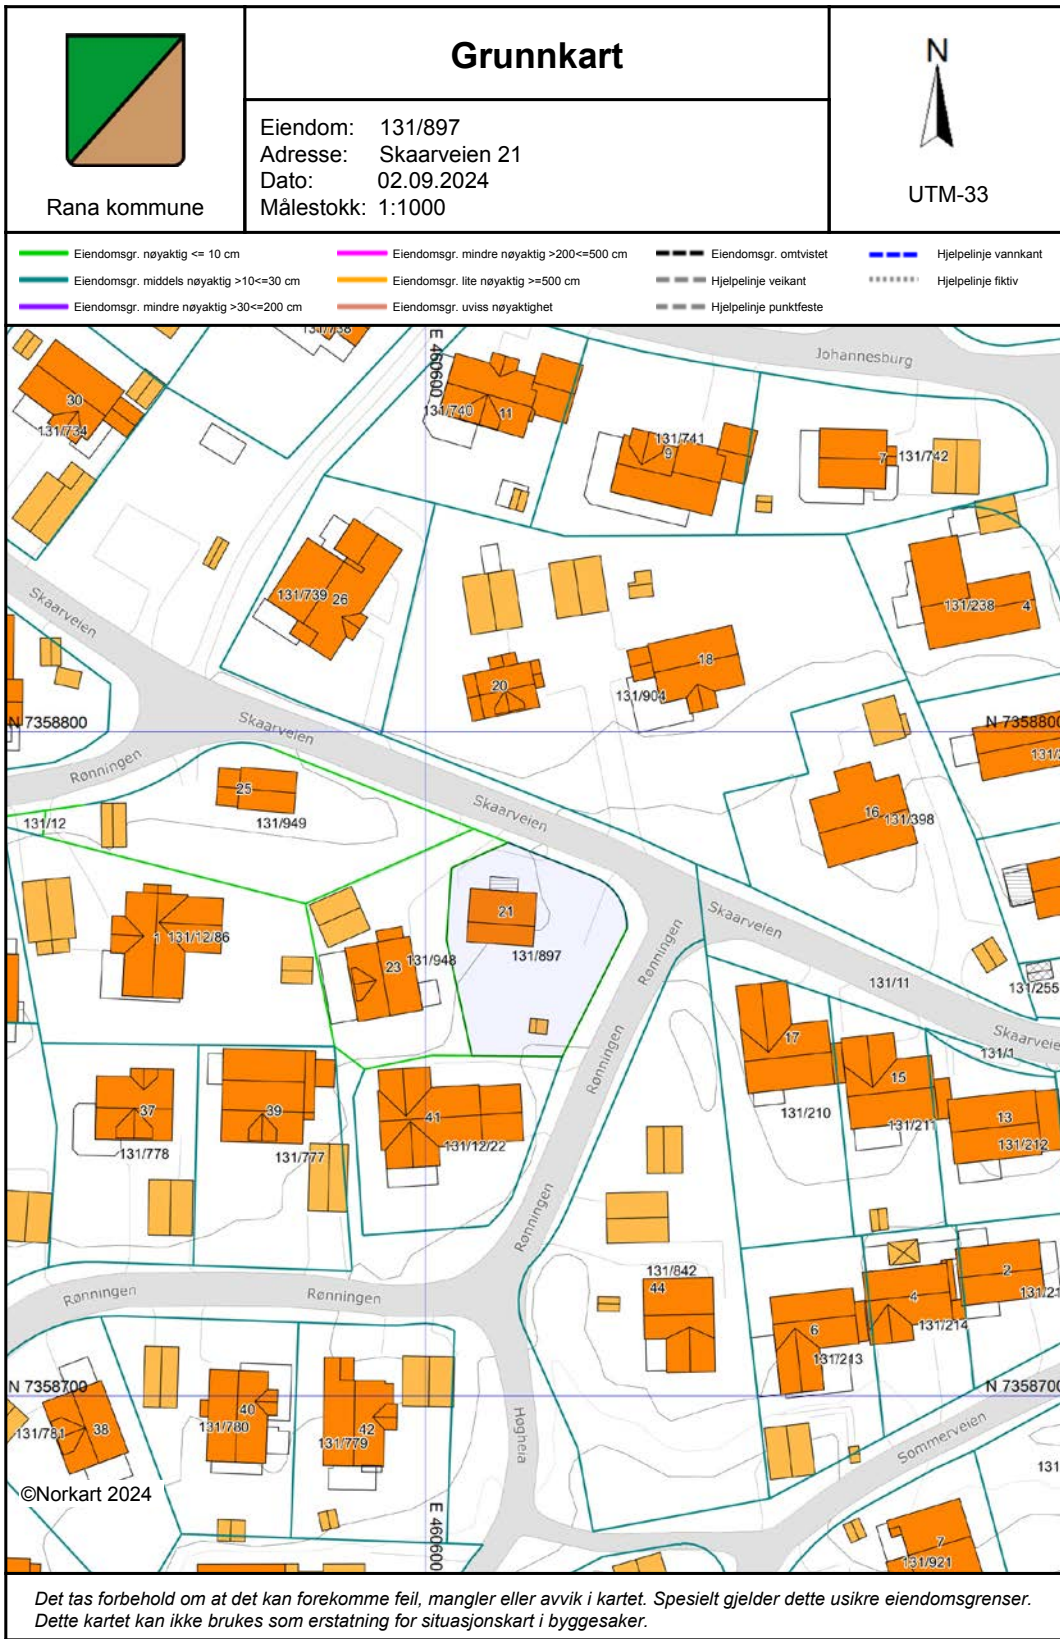 Grunnkart
Rana kommune
Eiendom: 131/897
Adresse: Skaarveien 21
Dato: 02.09.2024
Målestokk: 1:1000
N
UTM-33
Eiendomsgr. nøyaktig <= 10 cm
Eiendomsgr. middels nøyaktig >10<=30 cm
Eiendomsgr. mindre nøyaktig >30<=200 cm
Eiendomsgr. mindre nøyaktig >200<=500 cm
Eiendomsgr. lite nøyaktig >=500 cm
Eiendomsgr. uviss nøyaktighet
Eiendomsgr. omtvistet
Hjelpelinje veikant
Hjelpelinje punktfeste
Hjelpelinje vannkant
Hjelpelinje fiktiv
131/738
E 460600
Johannesburg
30
131/734
131/740
11
131/741
9
7
131/742
131/739
26
131/238
4
Skaarveien
18
20
131/904
N 7358800
N 7358800
Skaarveien
Rønningen
25
131/12
131/949
Skaarveien
16
131/398
21
131/897
Skaarveien
Rønningen
1
131/12/86
23
131/948
131/11
131/255
Skaarveie
17
Rønningen
131/1
15
37
39
41
131/210
131/211
13
131/212
131/778
131/777
131/12/22
Rønningen
131/842
44
2
131/21
4
131/214
6
131/213
Rønningen
Rønningen
N 7358700
N 7358700
38
131/781
40
131/780
42
131/779
Høgheia
Sommerveien
131
©Norkart 2024
E 460600
7
131/921
Det tas forbehold om at det kan forekomme feil, mangler eller avvik i kartet. Spesielt gjelder dette usikre eiendomsgrenser.
Dette kartet kan ikke brukes som erstatning for situasjonskart i byggesaker.